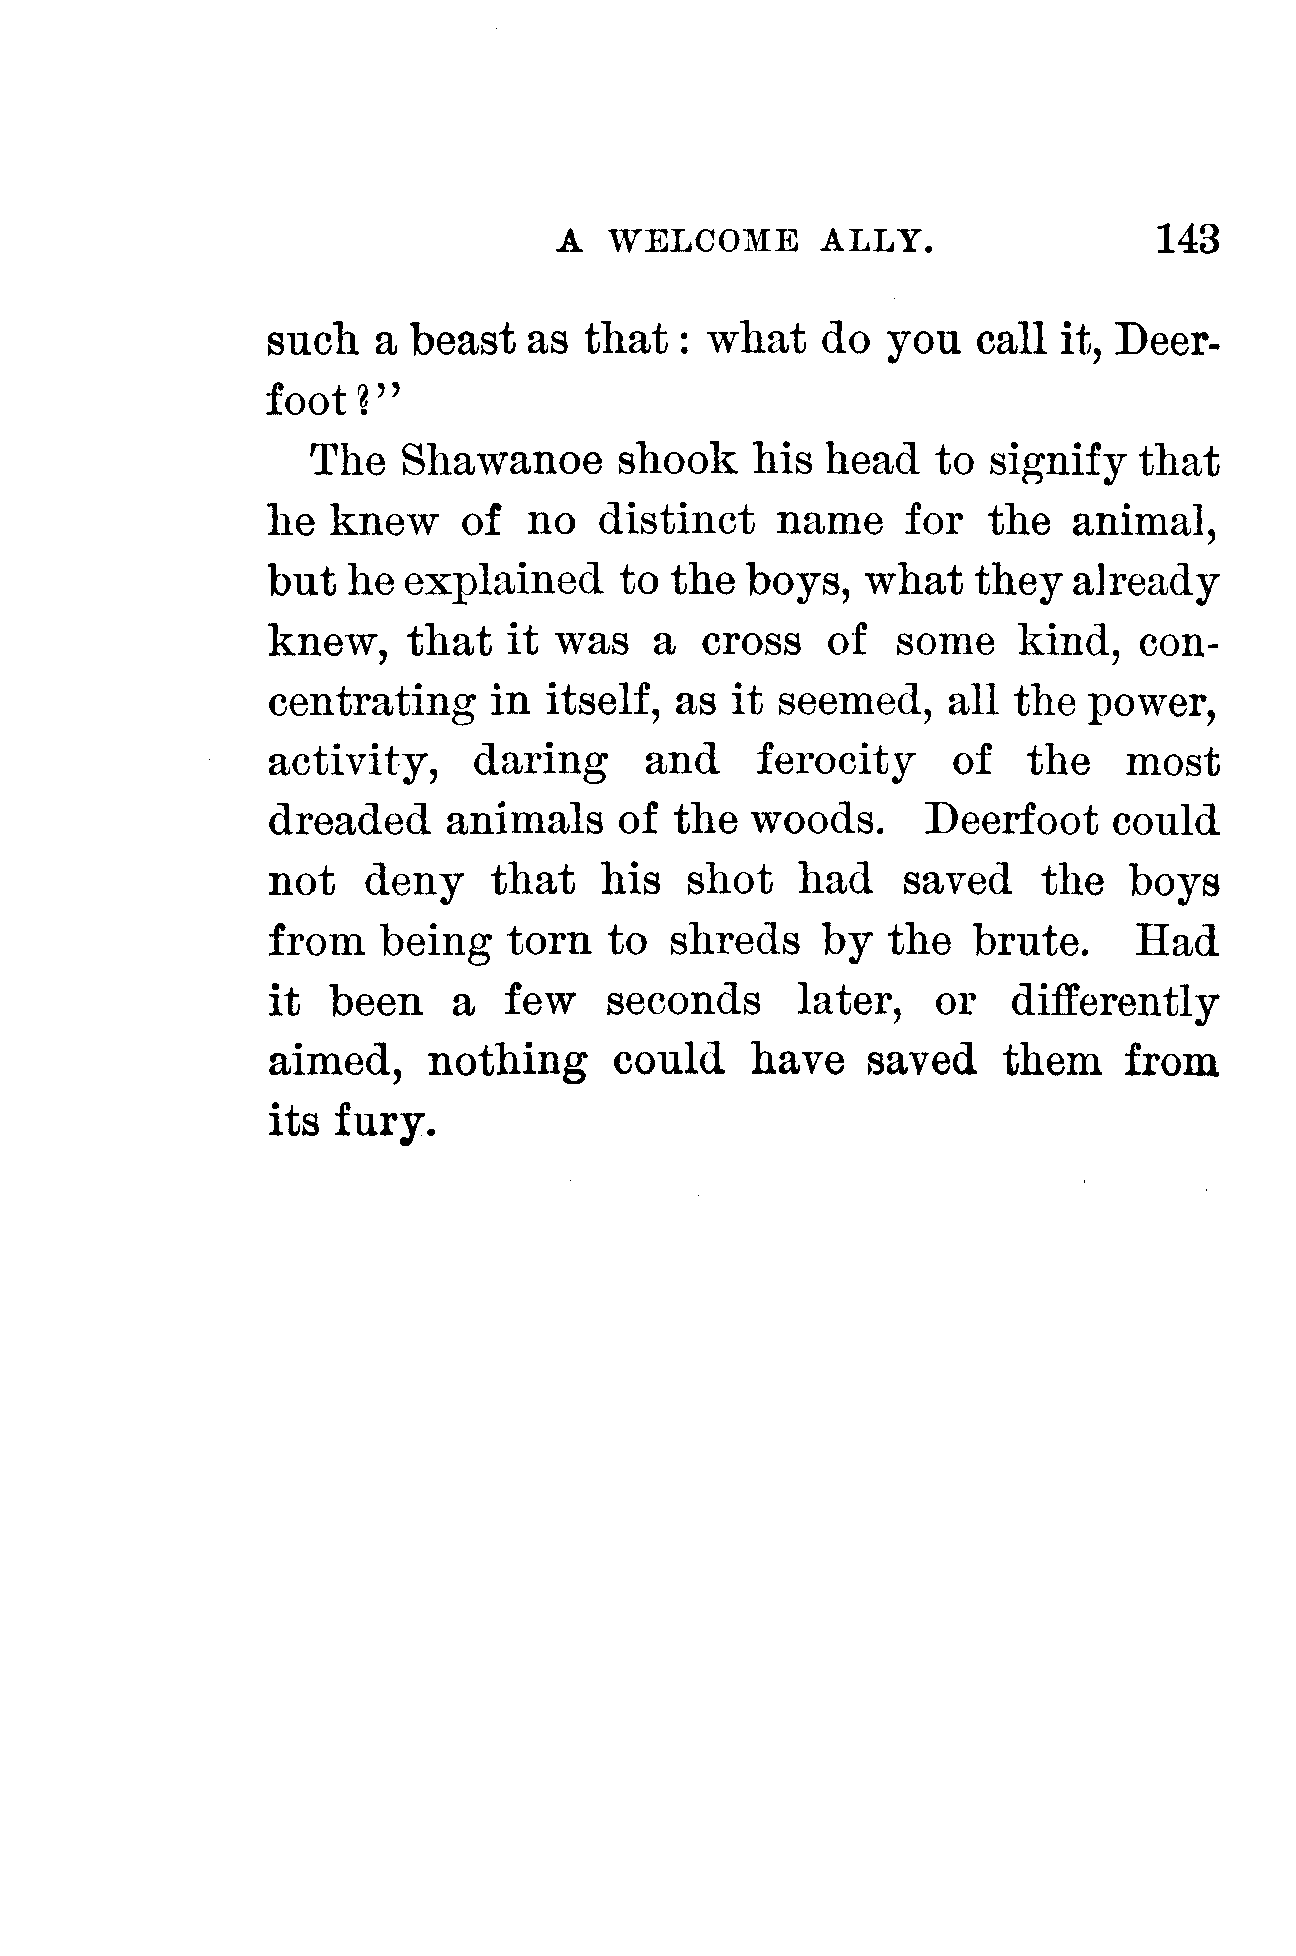 A WELCOME ALLY. 143
such a beast as that: what do you call it, Deer-
foot?”
The Shawanoe shook his head to signify that
he knew of no distinct name for the animal,
but he explained to the boys, what they already
knew, that it was a cross of some kind, con-
centrating in itself, as it seemed, all the power,
activity, daring and ferocity of the most
dreaded animals of the woods. Deerfoot could
not deny that his shot had saved the boys
from being torn to shreds by the brute. Had
it been a few seconds later, or differently
aimed, nothing could have saved them from
its fury.